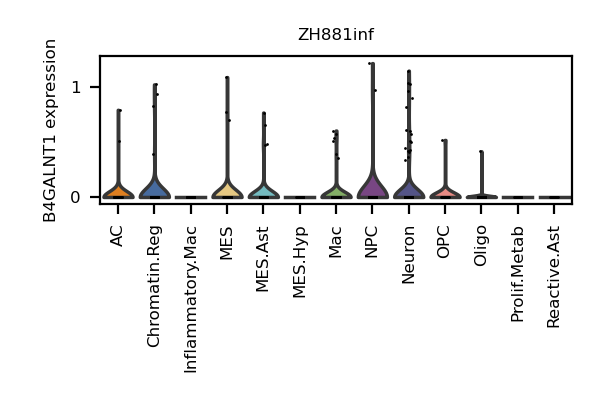 ZH881inf
B4GALNT1 expression
1
0
AC
Chromatin.Reg
Inflammatory.Mac
MES
MES.Ast
MES.Hyp
Mac
NPC
Neuron
OPC
Oligo
Prolif.Metab
Reactive.Ast